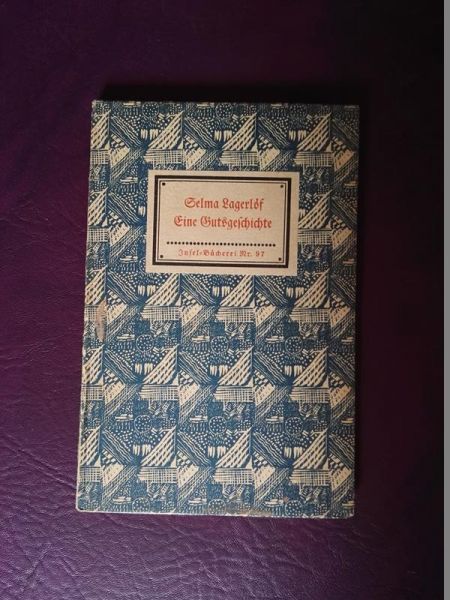 Selma Lagerlöf
Eine Gutsgeschichte
Insel-Bücherei Nr. 97